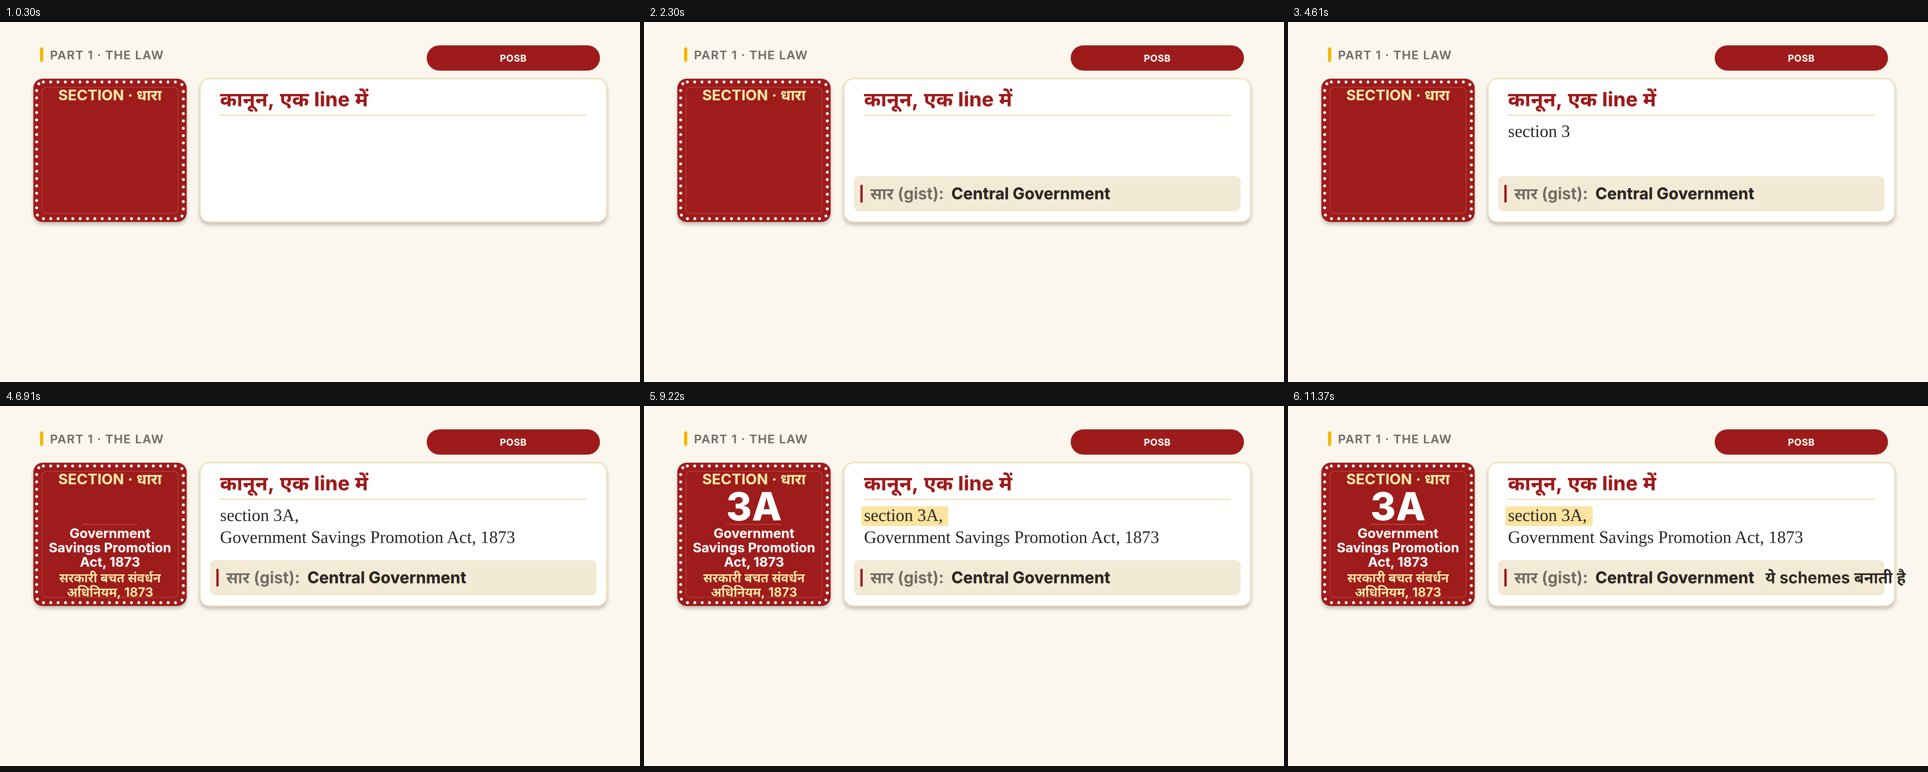 1. 0.30s
PART 1 · THE LAW
POSB
SECTION · धारा
कानून, एक line में
2. 2.30s
PART 1 · THE LAW
POSB
SECTION · धारा
कानून, एक line में
सार (gist): Central Government
3. 4.61s
PART 1 · THE LAW
POSB
SECTION · धारा
कानून, एक line में
section 3
सार (gist): Central Government
4. 6.91s
PART 1 · THE LAW
POSB
SECTION · धारा
Government
Savings Promotion
Act, 1873
सरकारी बचत संवर्धन
अधिनियम, 1873
कानून, एक line में
section 3A,
Government Savings Promotion Act, 1873
सार (gist): Central Government
5. 9.22s
PART 1 · THE LAW
POSB
SECTION · धारा
3A
Government
Savings Promotion
Act, 1873
सरकारी बचत संवर्धन
अधिनियम, 1873
कानून, एक line में
section 3A,
Government Savings Promotion Act, 1873
सार (gist): Central Government
6. 11.37s
PART 1 · THE LAW
POSB
SECTION · धारा
3A
Government
Savings Promotion
Act, 1873
सरकारी बचत संवर्धन
अधिनियम, 1873
कानून, एक line में
section 3A,
Government Savings Promotion Act, 1873
सार (gist): Central Government ये schemes बनाती है